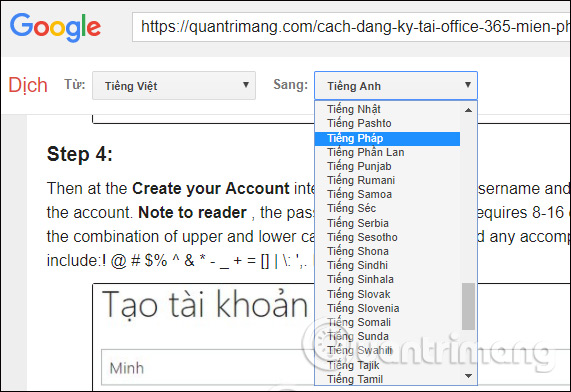 Google
https://quantrimang.com/cach-dang-ky-tai-office-365-mien-ph
Dịch Từ: Tiếng Việt Sang: Tiếng Anh
Tiếng Nhật
Tiếng Pashto
Tiếng Pháp
Tiếng Phần Lan
Tiếng Punjab
Tiếng Rumani
Tiếng Samoa
Tiếng Séc
Tiếng Serbia
Tiếng Sesotho
Tiếng Shona
Tiếng Sindhi
Tiếng Sinhala
Tiếng Slovak
Tiếng Slovenia
Tiếng Somali
Tiếng Sunda
Tiếng Swahili
Tiếng Tajik
Tiếng Tamil
Step 4:
Then at the Create your Account inte sername and
the account. Note to reader , the pas equires 8-16
the combination of upper and lower ca d any accomp
include:! @ # $% ^ & * - _ + = [] | \: ',.
Tạo tài khoản
Minh
Quantrimang